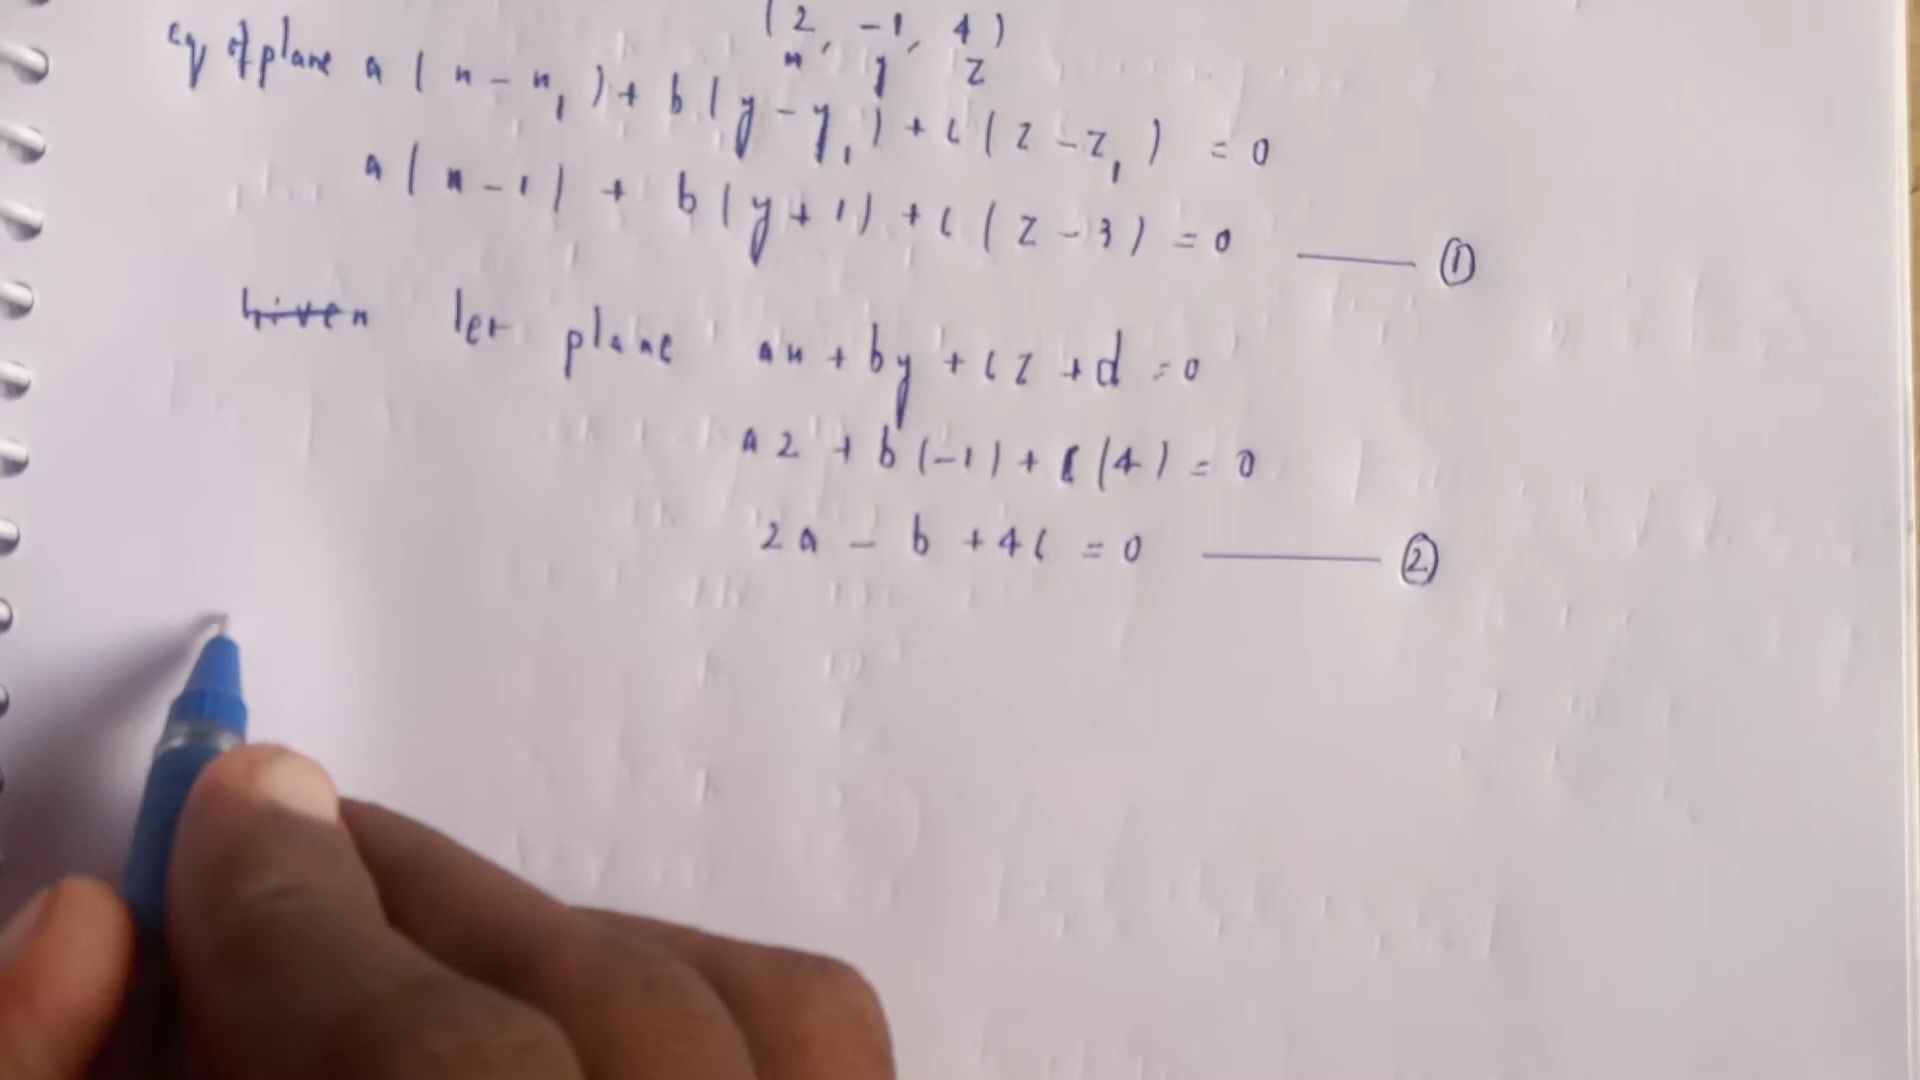 (2, -1, 4)
x y z
eq of plane a(x-x₁)+b(y-y₁)+c(z-z₁)=0
a(x-1)+b(y+1)+c(z-3)=0 —— ①
Given let plane ax+by+cz+d=0
a2+b(-1)+c(4)=0
2a-b+4c=0 —— ②